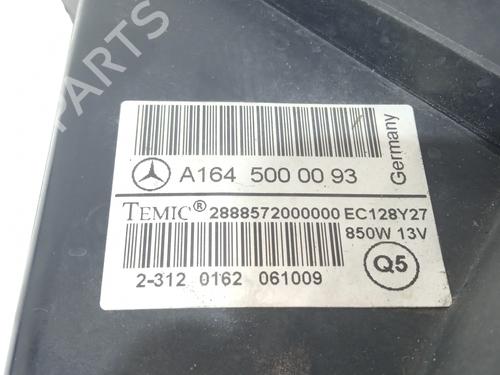 B-PARTS
A164 500 00 93
Germany
TEMIC® 2888572000000 EC128Y27
850W 13V
2-312 0162 061009
Q5